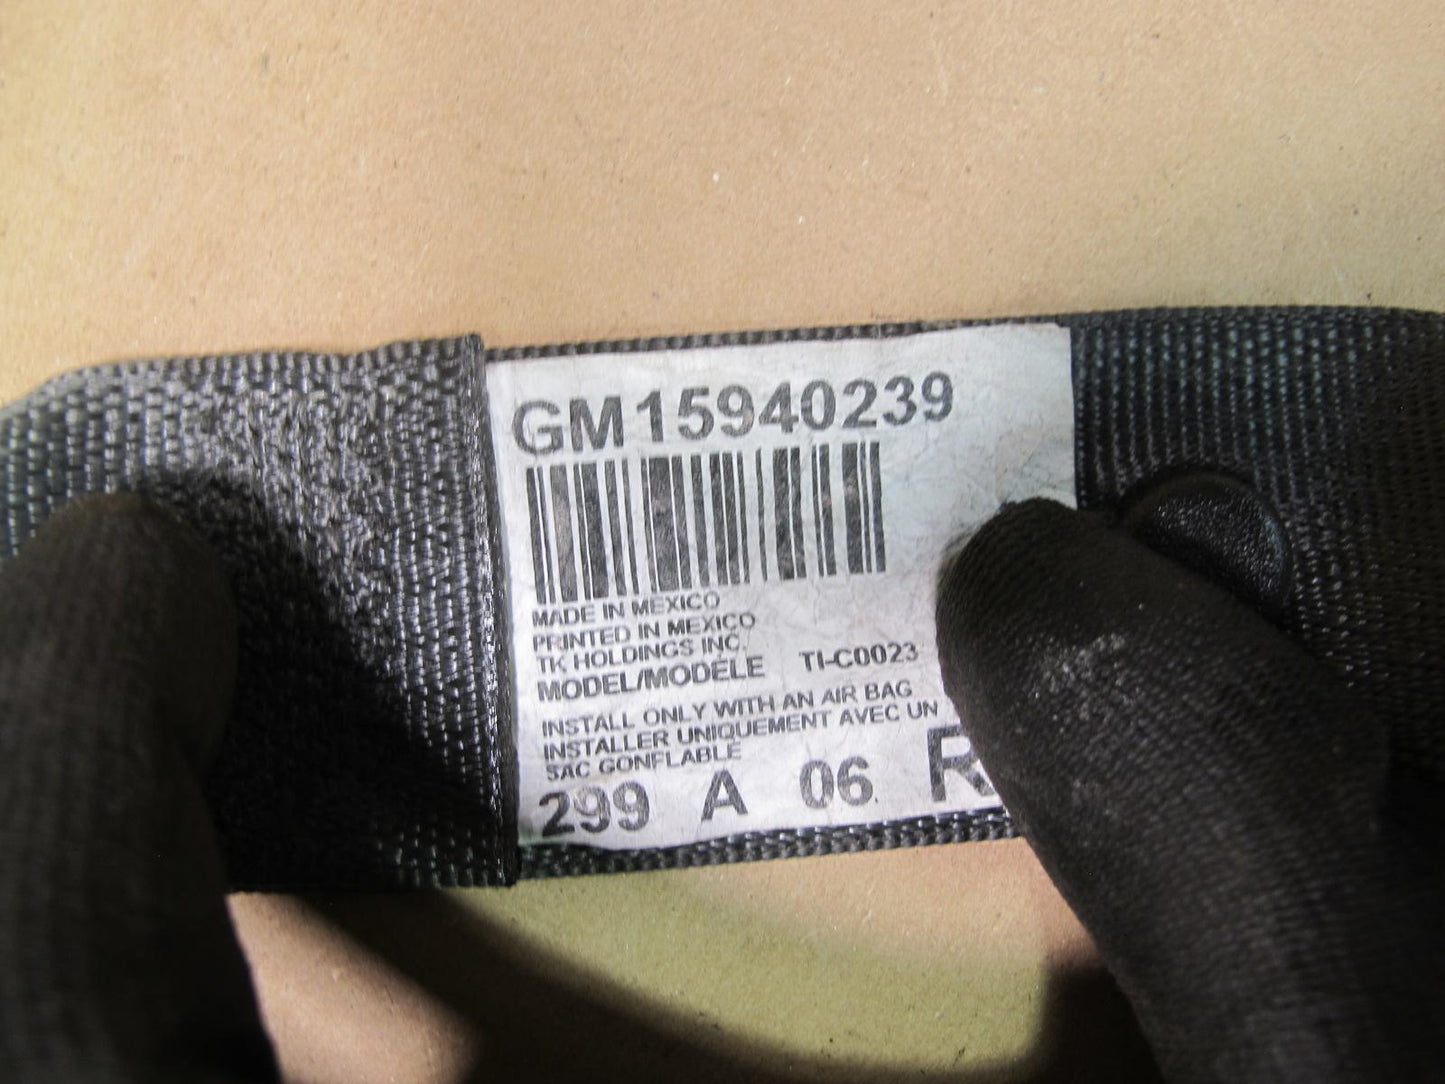 GM15940239
MADE IN MEXICO
PRINTED IN MEXICO
TK HOLDINGS INC.
MODEL/MODÈLE TI-C0023
INSTALL ONLY WITH AN AIR BAG
INSTALLER UNIQUEMENT AVEC UN
SAC GONFLABLE
299 A 06 R